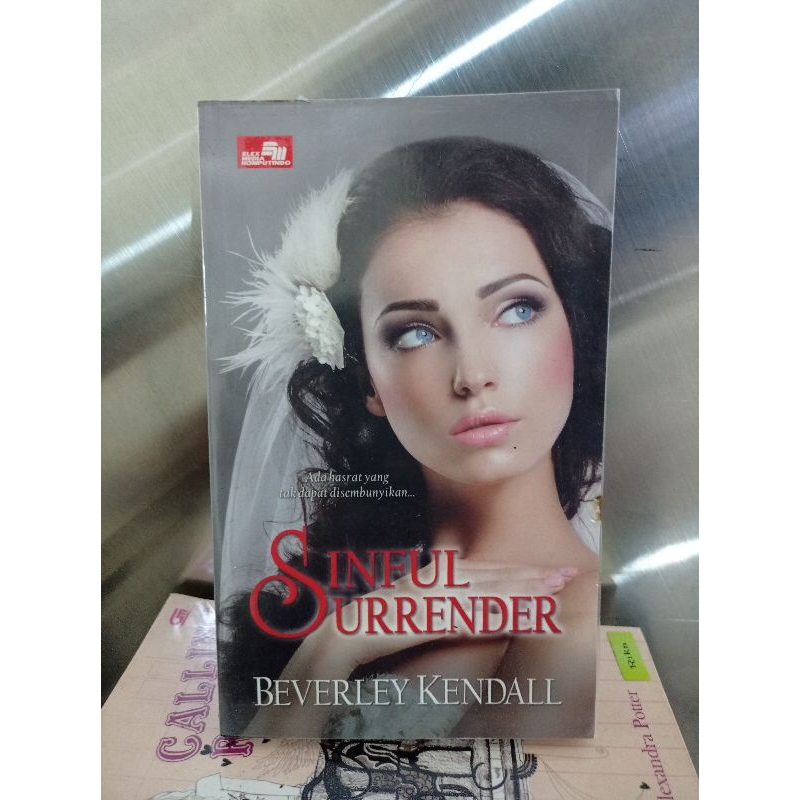 ELEX
MEDIA
KOMPUTINDO
Ada hasrat yang
tak dapat disembunyikan...
SINFUL
SURRENDER
BEVERLEY KENDALL
Alexandra Potter